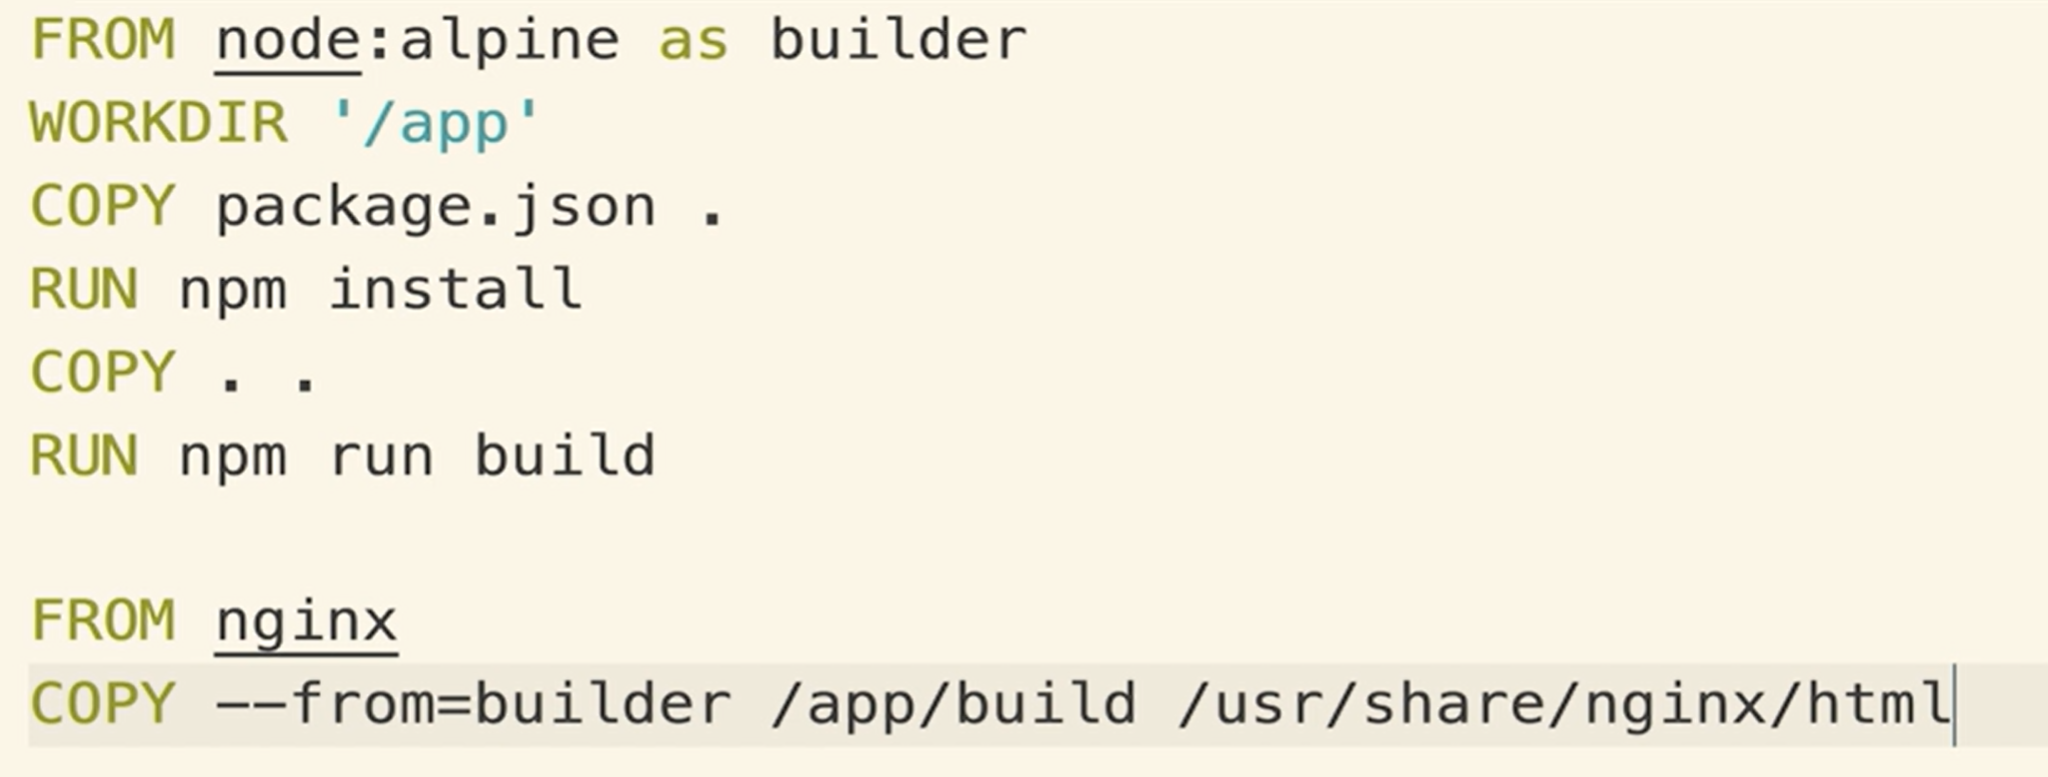 FROM node:alpine as builder
WORKDIR '/app'
COPY package.json .
RUN npm install
COPY . .
RUN npm run build
FROM nginx
COPY --from=builder /app/build /usr/share/nginx/html